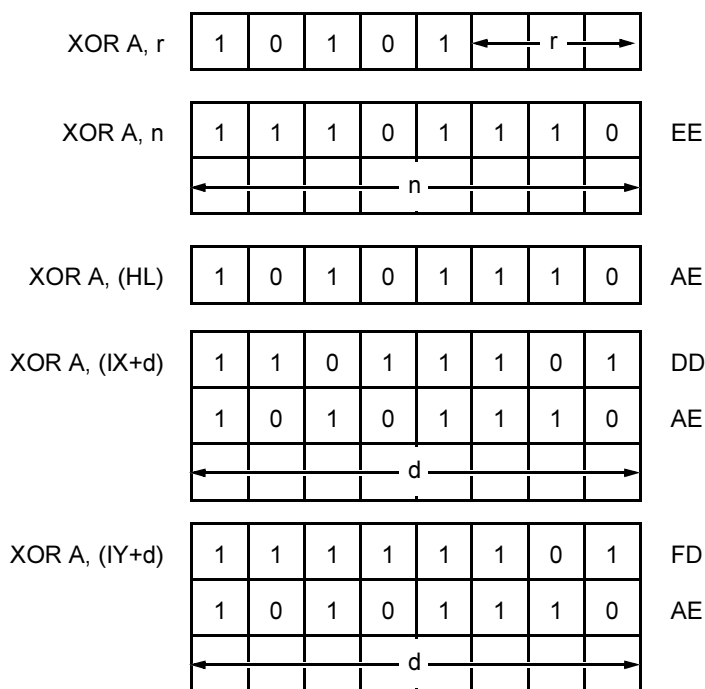 XOR A, r 1 0 1 0 1 r
XOR A, n 1 1 1 0 1 1 1 0 EE
n
XOR A, (HL) 1 0 1 0 1 1 1 0 AE
XOR A, (IX+d) 1 1 0 1 1 1 0 1 DD
1 0 1 0 1 1 1 0 AE
d
XOR A, (IY+d) 1 1 1 1 1 1 0 1 FD
1 0 1 0 1 1 1 0 AE
d